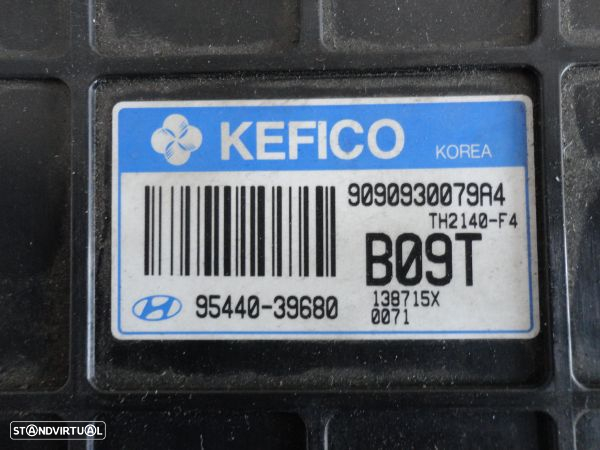 KEFICO KOREA
9090930079A4
TH2140-F4
B09T
95440-39680
138715X
0071
STANDVIRTUAL